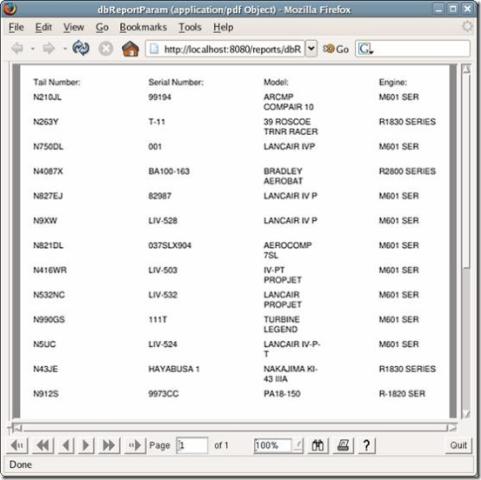 dbReportParam (application/pdf Object) - Mozilla Firefox
File Edit View Go Bookmarks Tools Help
http://localhost:8080/reports/dbR Go G
Tail Number: Serial Number: Model: Engine:
N210JL 99194 ARCMP M601 SER
COMPAIR 10
N263Y T-11 39 ROSCOE R1830 SERIES
TRNR RACER
N750DL 001 LANCAIR IVP M601 SER
N4087X BA100-163 BRADLEY R2800 SERIES
AEROBAT
N827EJ 82987 LANCAIR IV P M601 SER
N9XW LIV-528 LANCAIR IV P M601 SER
N821DL 037SLX904 AEROCOMP M601 SER
7SL
N416WR LIV-503 IV-PT M601 SER
PROPJET
N532NC LIV-532 LANCAIR M601 SER
PROPJET
N990GS 111T TURBINE M601 SER
LEGEND
N5UC LIV-524 LANCAIR IV-P- M601 SER
T
N43JE HAYABUSA 1 NAKAJIMA KI- R1830 SERIES
43 IIIA
N912S 9973CC PA18-150 R-1820 SER
Page 1 of 1 100% ? Quit
Done